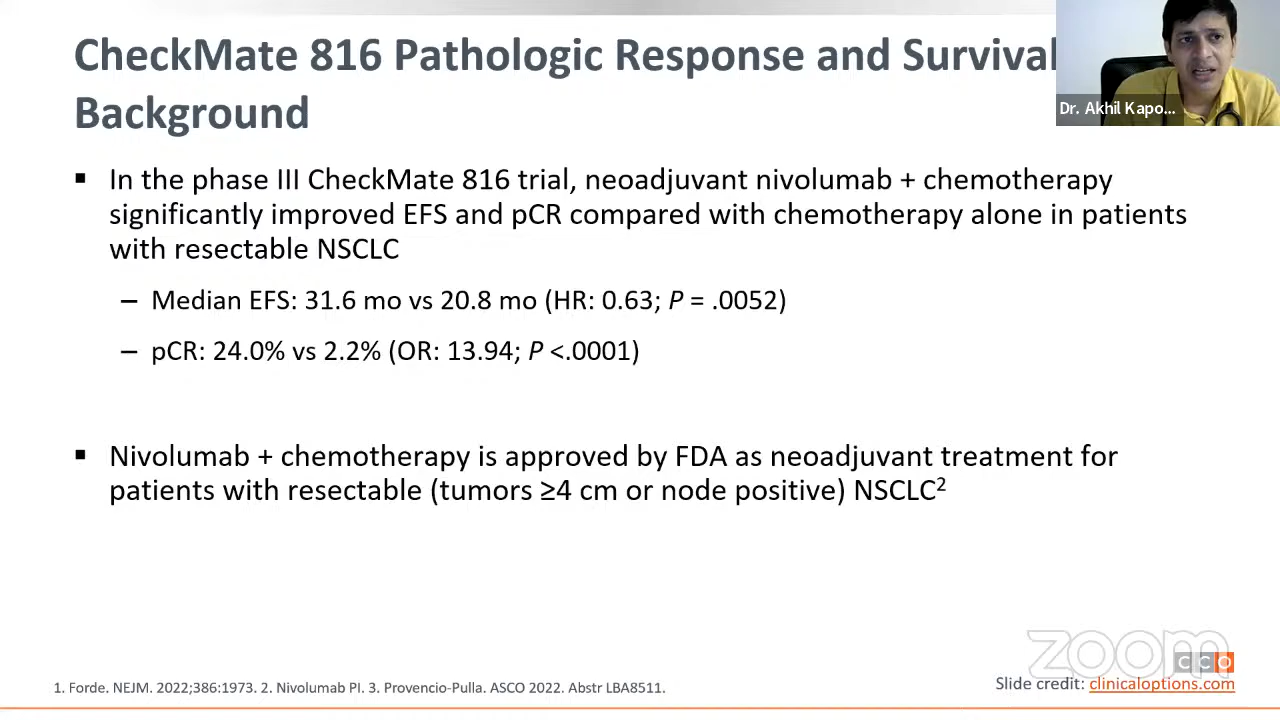 CheckMate 816 Pathologic Response and Survival
Background
Dr. Akhil Kapo...
▪ In the phase III CheckMate 816 trial, neoadjuvant nivolumab + chemotherapy
significantly improved EFS and pCR compared with chemotherapy alone in patients
with resectable NSCLC
– Median EFS: 31.6 mo vs 20.8 mo (HR: 0.63; P = .0052)
– pCR: 24.0% vs 2.2% (OR: 13.94; P <.0001)
▪ Nivolumab + chemotherapy is approved by FDA as neoadjuvant treatment for
patients with resectable (tumors ≥4 cm or node positive) NSCLC²
zoom
CCO
1. Forde. NEJM. 2022;386:1973. 2. Nivolumab PI. 3. Provencio-Pulla. ASCO 2022. Abstr LBA8511.
Slide credit: clinicaloptions.com